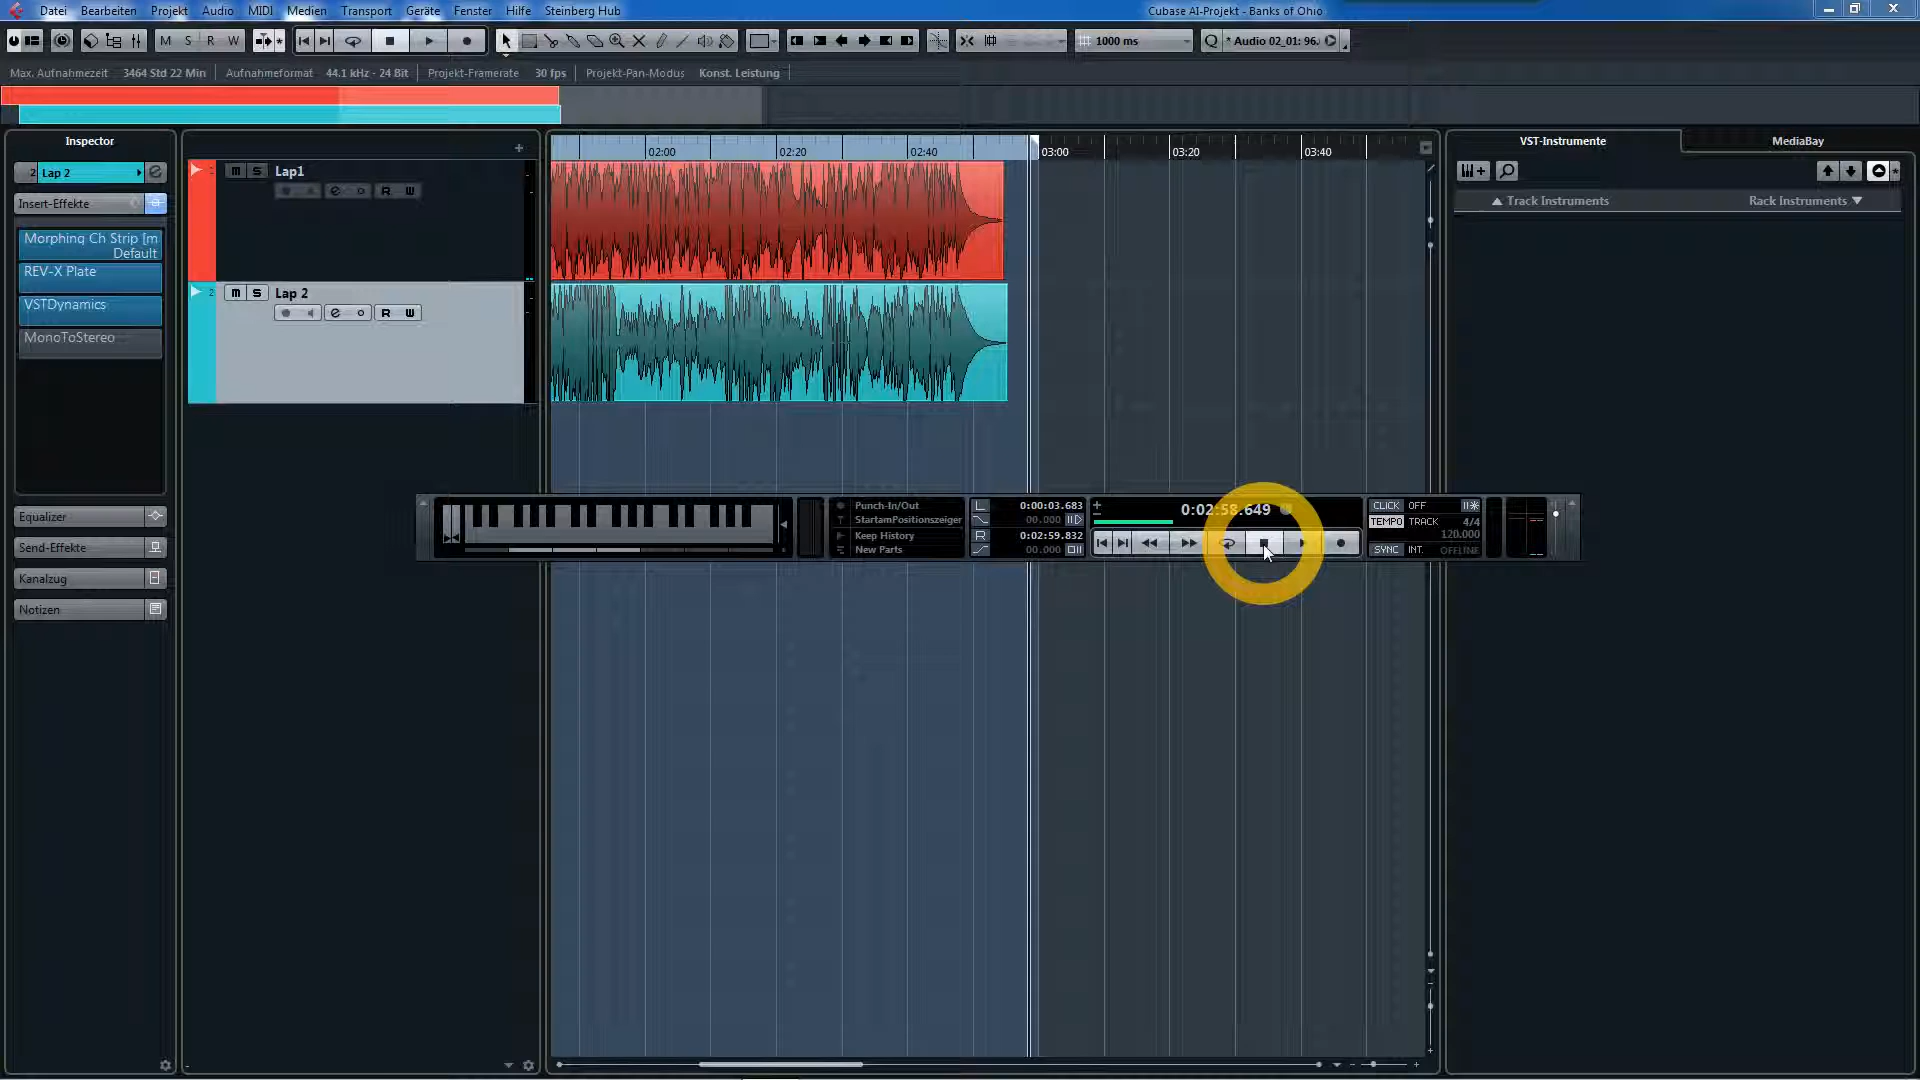 Datei Bearbeiten Projekt Audio MIDI Medien Transport Geräte Fenster Hilfe Steinberg Hub Cubase AI-Projekt - Banks of Ohio
M S R W 1000 ms Q * Audio 02_01: 96.
Max. Aufnahmezeit 3464 Std 22 Min Aufnahmeformat 44.1 kHz - 24 Bit Projekt-Framerate 30 fps Projekt-Pan-Modus Konst. Leistung
Inspector
2 Lap 2
Insert-Effekte
Morphing Ch Strip [m
Default
REV-X Plate
VSTDynamics
MonoToStereo
Equalizer
Send-Effekte
Kanalzug
Notizen
1 m S Lap1
e R W
2 m S Lap 2
e R W
02:00 02:20 02:40 03:00 03:20 03:40
Punch-In/Out
StartamPositionszeiger
Keep History
New Parts
L 0:00:03.683
00.000
R 0:02:59.832
00.000
0:02:58.649
CLICK OFF
TEMPO TRACK 4/4
120.000
SYNC INT. OFFLINE
VST-Instrumente MediaBay
Track Instruments Rack Instruments